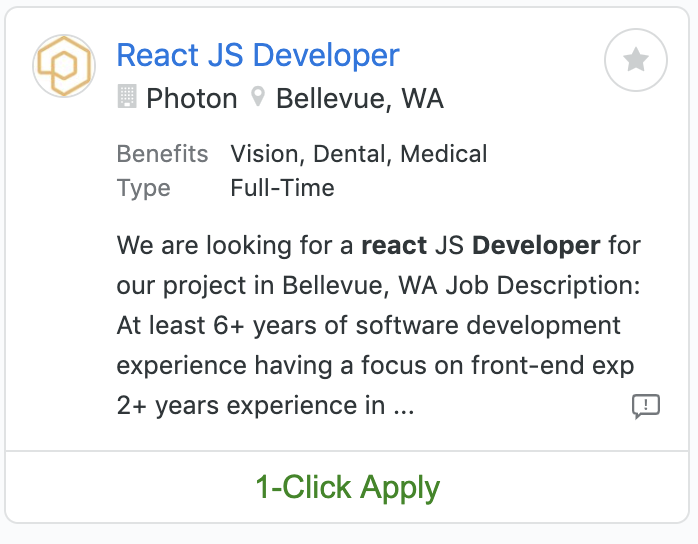 React JS Developer
Photon Bellevue, WA
Benefits Vision, Dental, Medical
Type Full-Time
We are looking for a react JS Developer for
our project in Bellevue, WA Job Description:
At least 6+ years of software development
experience having a focus on front-end exp
2+ years experience in ...
1-Click Apply